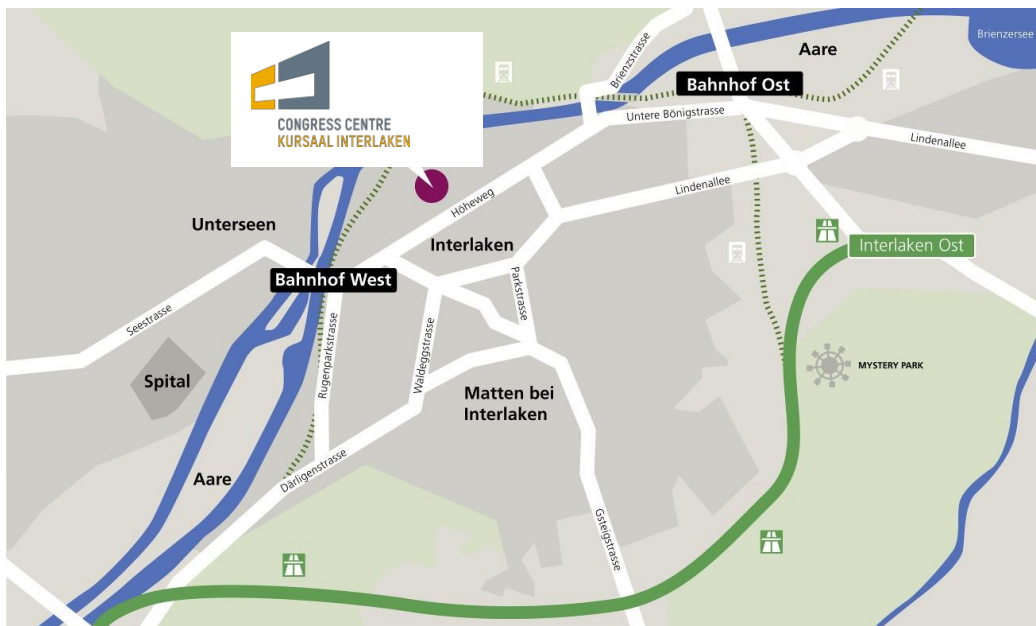 Brienzersee
Aare
Brienzstrasse
Bahnhof Ost
Untere Bönigstrasse
CONGRESS CENTRE
KURSAAL INTERLAKEN
Lindenallee
Lindenallee
Höheweg
Unterseen
Interlaken
Interlaken Ost
Bahnhof West
Parkstrasse
Seestrasse
Rugenparkstrasse
Waldeggstrasse
MYSTERY PARK
Spital
Matten bei
Interlaken
Aare
Därligenstrasse
Gsteigstrasse